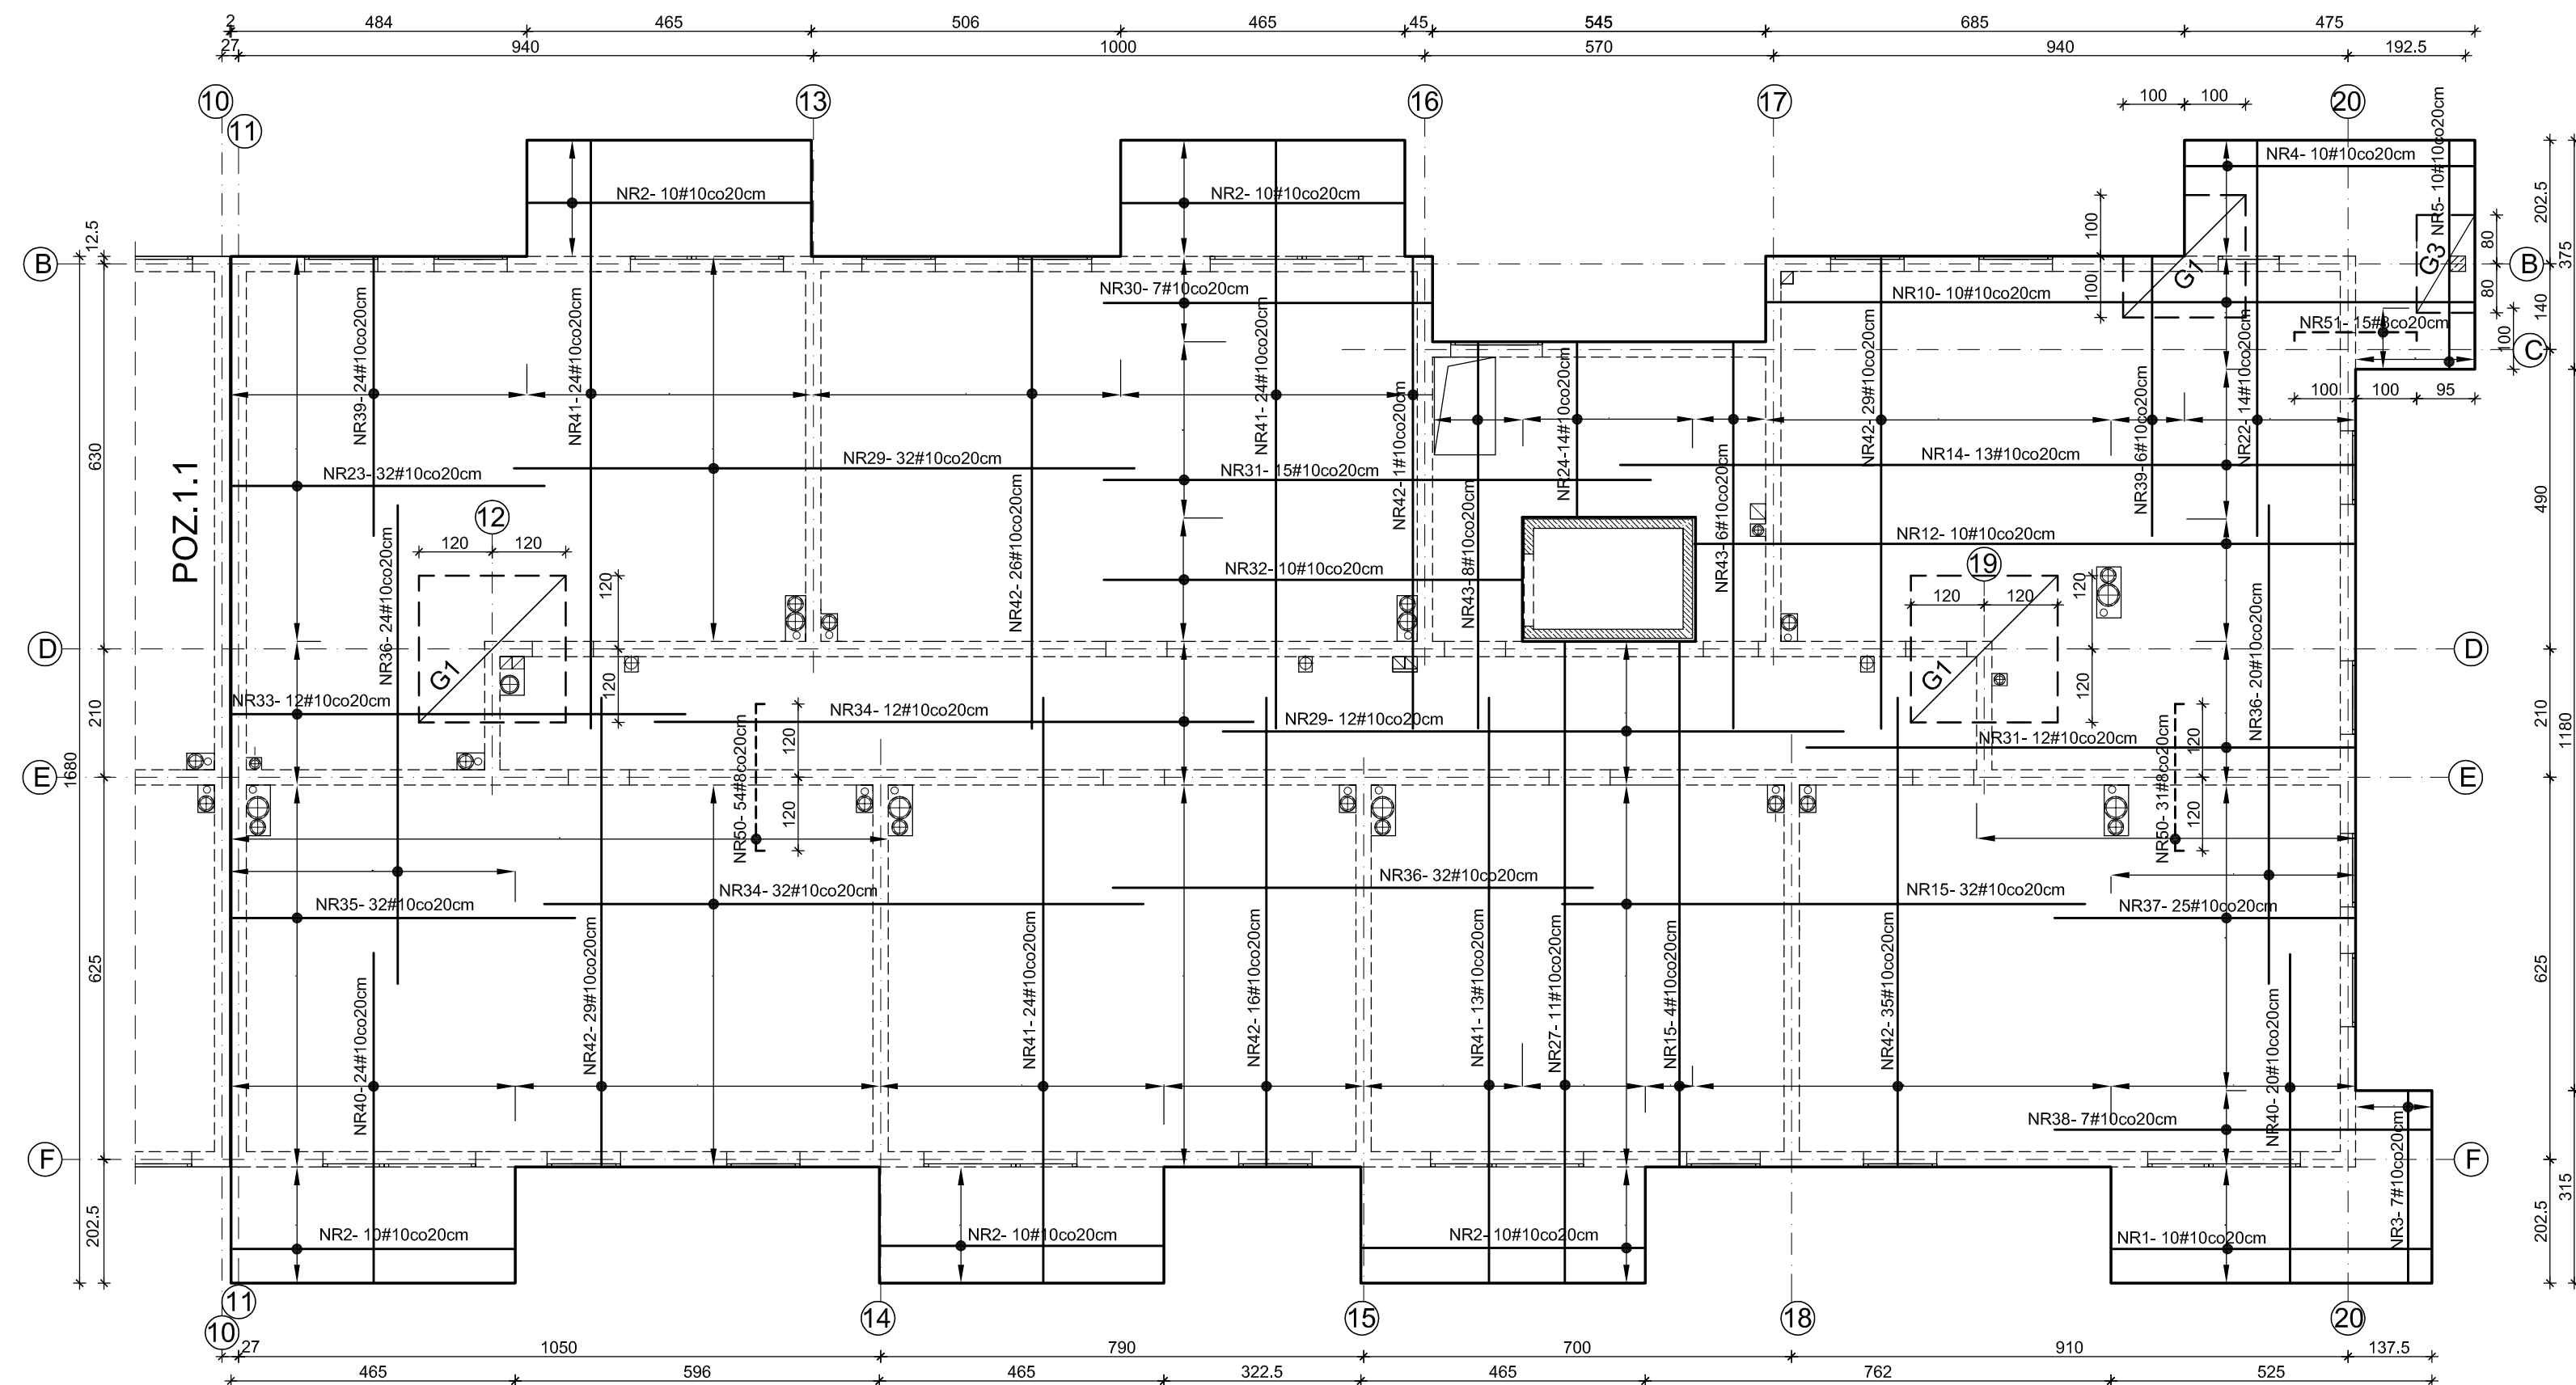 2 484 465 506 465 45 545 685 475
27 940 1000 570 940 192.5
10 13 16 17 20
11
100 100
NR4- 10#10co20cm
NR5- 10#10co20cm
NR2- 10#10co20cm
NR2- 10#10co20cm
202.5
375
12.5
100
100
80
80
G3
G1
B
B
NR30- 7#10co20cm
NR10- 10#10co20cm
140
NR51- 15#8co20cm
100
C
NR39- 24#10co20cm
NR41- 24#10co20cm
NR41- 24#10co20cm
NR42- 1#10co20cm
NR24-14#10co20cm
NR42- 29#10co20cm
NR39-6#10co20cm
NR22- 14#10co20cm
100 100 95
630
POZ.1.1
NR23- 32#10co20cm
NR29- 32#10co20cm
NR31- 15#10co20cm
NR14- 13#10co20cm
490
NR42- 26#10co20cm
NR43-8#10co20cm
NR43- 6#10co20cm
12
120 120
NR36- 24#10co20cm
NR32- 10#10co20cm
NR12- 10#10co20cm
19
120 120
120
120
120
120
G1
G1
NR36- 20#10co20cm
D
D
NR33- 12#10co20cm
NR34- 12#10co20cm
NR29- 12#10co20cm
NR31- 12#10co20cm
210
210
1680
1180
NR50- 54#8co20cm
120
120
NR50- 31#8co20cm
120
120
E
E
NR35- 32#10co20cm
NR34- 32#10co20cm
NR36- 32#10co20cm
NR15- 32#10co20cm
NR37- 25#10co20cm
625
625
NR40- 24#10co20cm
NR42- 29#10co20cm
NR41- 24#10co20cm
NR42- 16#10co20cm
NR41- 13#10co20cm
NR27- 11#10co20cm
NR15- 4#10co20cm
NR42- 35#10co20cm
NR40- 20#10co20cm
NR38- 7#10co20cm
NR3- 7#10co20cm
F
F
202.5
202.5
315
NR2- 10#10co20cm
NR2- 10#10co20cm
NR2- 10#10co20cm
NR1- 10#10co20cm
11
10 14 15 18 20
27 1050 790 700 910 137.5
465 596 465 322.5 465 762 525